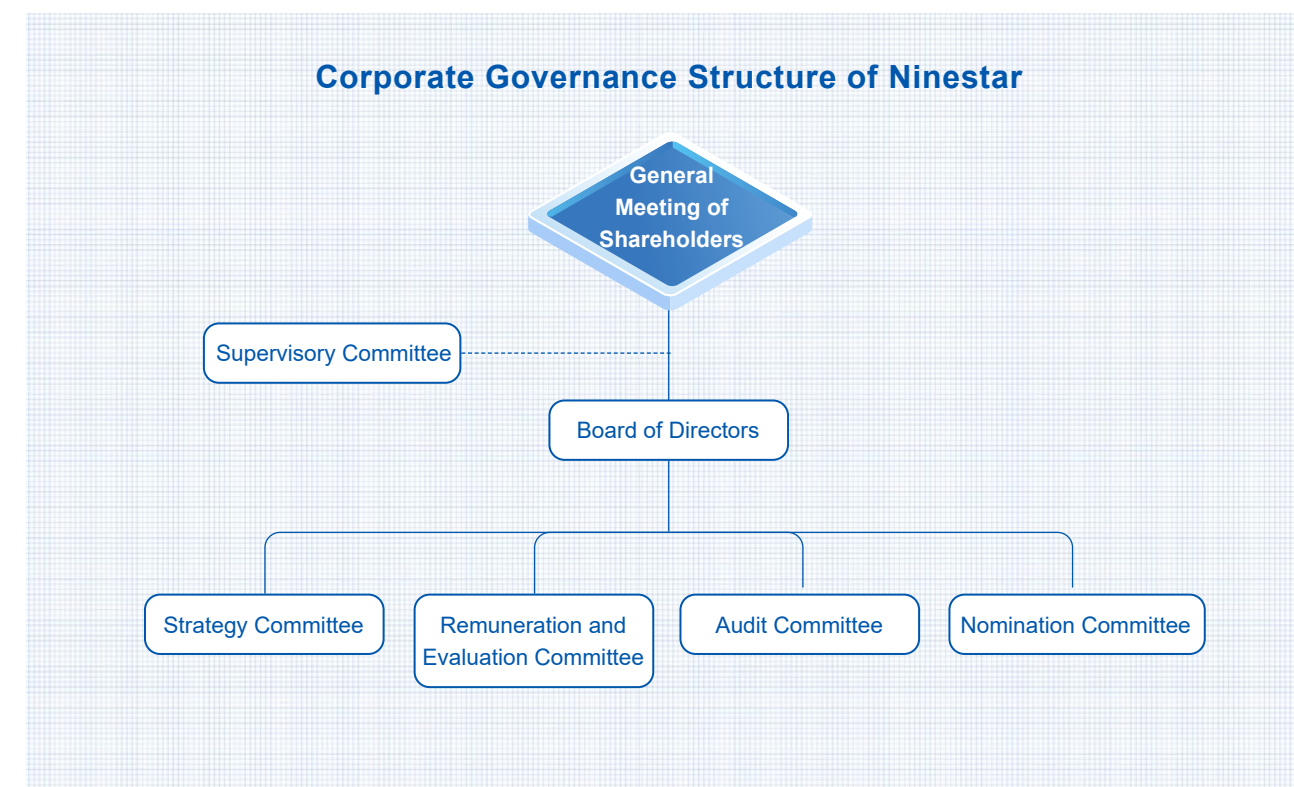 Corporate Governance Structure of Ninestar
General
Meeting of
Shareholders
Supervisory Committee
Board of Directors
Strategy Committee
Remuneration and
Evaluation Committee
Audit Committee
Nomination Committee